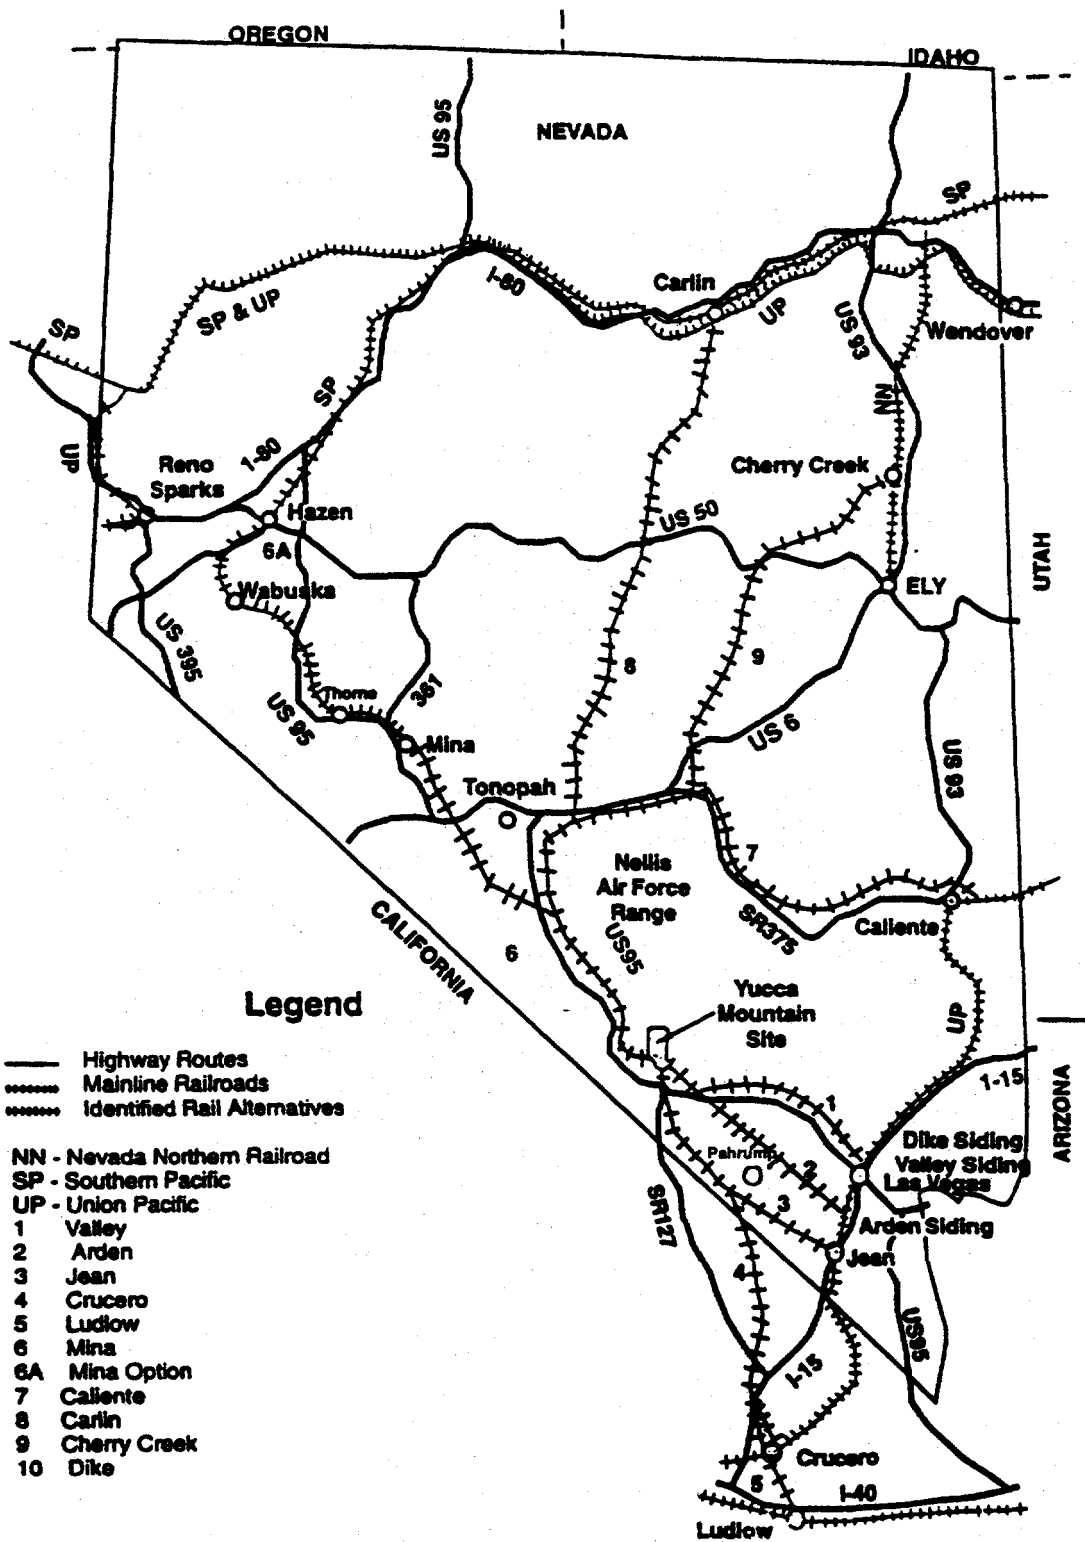 OREGON
IDAHO
US 95
NEVADA
SP
Carlin
I-80
UP
SP & UP
SP
US 93
Wendover
SP
NN
UP
Reno
Sparks
1-80
Cherry Creek
Hazen
US 50
6A
UTAH
Wabuska
ELY
US 395
8
9
Thorne
361
US 95
US 6
Mina
US 93
Tonopah
7
Nellis
Air Force
Range
SR375
Caliente
CALIFORNIA
6
US95
Yucca
Mountain
Site
UP
Legend
Highway Routes
Mainline Railroads
Identified Rail Alternatives
1-15
ARIZONA
1
Dike Siding
Valley Siding
Las Vegas
Pahrump
2
3
SR127
Arden Siding
Jean
4
NN - Nevada Northern Railroad
SP - Southern Pacific
UP - Union Pacific
1 Valley
2 Arden
3 Jean
4 Crucero
5 Ludlow
6 Mina
6A Mina Option
7 Caliente
8 Carlin
9 Cherry Creek
10 Dike
US95
I-15
Crucero
5
I-40
Ludlow